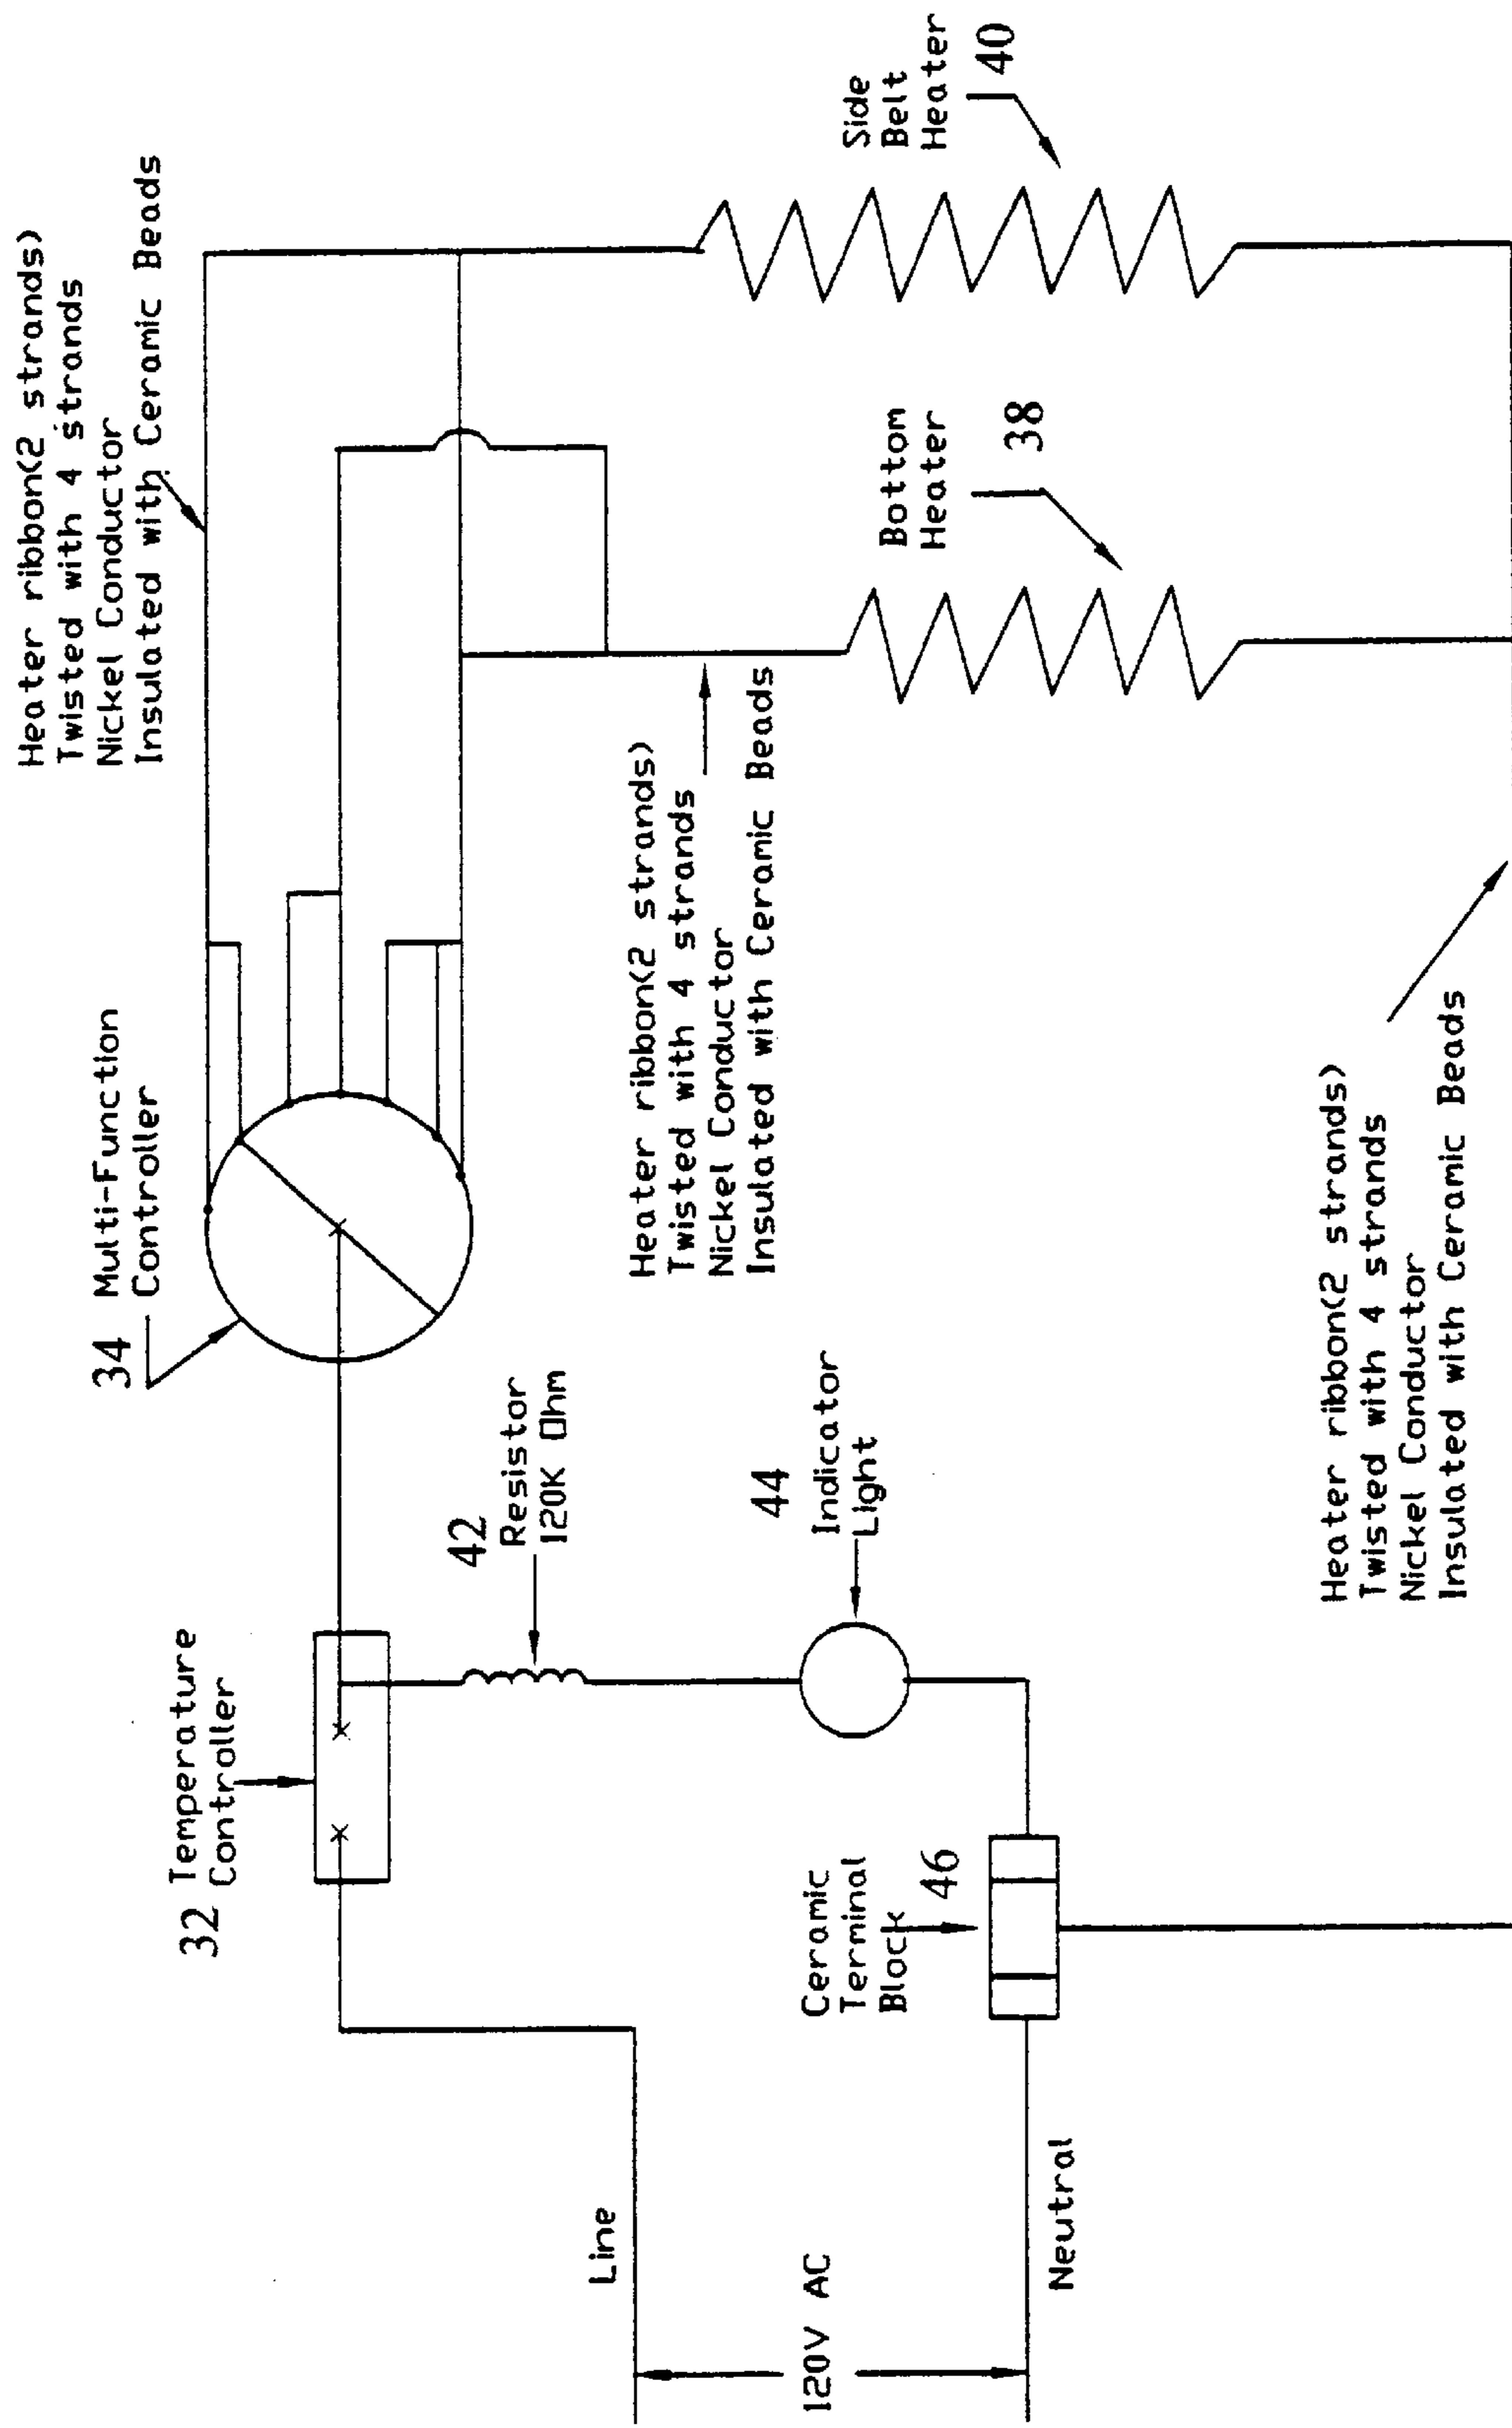 Heater ribbon(2 strands)
Twisted with 4 strands
Nickel Conductor
Insulated with Ceramic Beads
34 Multi-Function
Controller
32 Temperature
Controller
42
Resistor
120K Ohm
Side
Belt
Heater
40
Bottom
Heater
38
Heater ribbon(2 strands)
Twisted with 4 strands
Nickel Conductor
Insulated with Ceramic Beads
44
Indicator
Light
Line
Ceramic
Terminal
Block
46
120V AC
Neutral
Heater ribbon(2 strands)
Twisted with 4 strands
Nickel Conductor
Insulated with Ceramic Beads